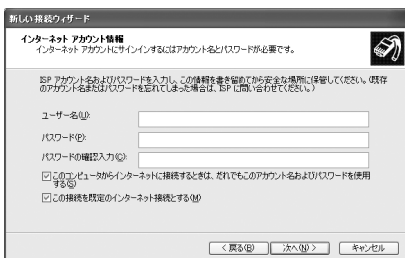 新しい接続ウィザード
インターネット アカウント情報
インターネット アカウントにサインインするにはアカウント名とパスワードが必要です。
ISP アカウント名およびパスワードを入力し、この情報を書き留めてから安全な場所に保管してください。(既存
のアカウント名またはパスワードを忘れてしまった場合は、ISP に問い合わせてください。)
ユーザー名(U):
パスワード(P):
パスワードの確認入力(C):
このコンピュータからインターネットに接続するときは、だれでもこのアカウント名およびパスワードを使用
する(S)
この接続を既定のインターネット接続とする(M)
< 戻る(B)
次へ(N) >
キャンセル